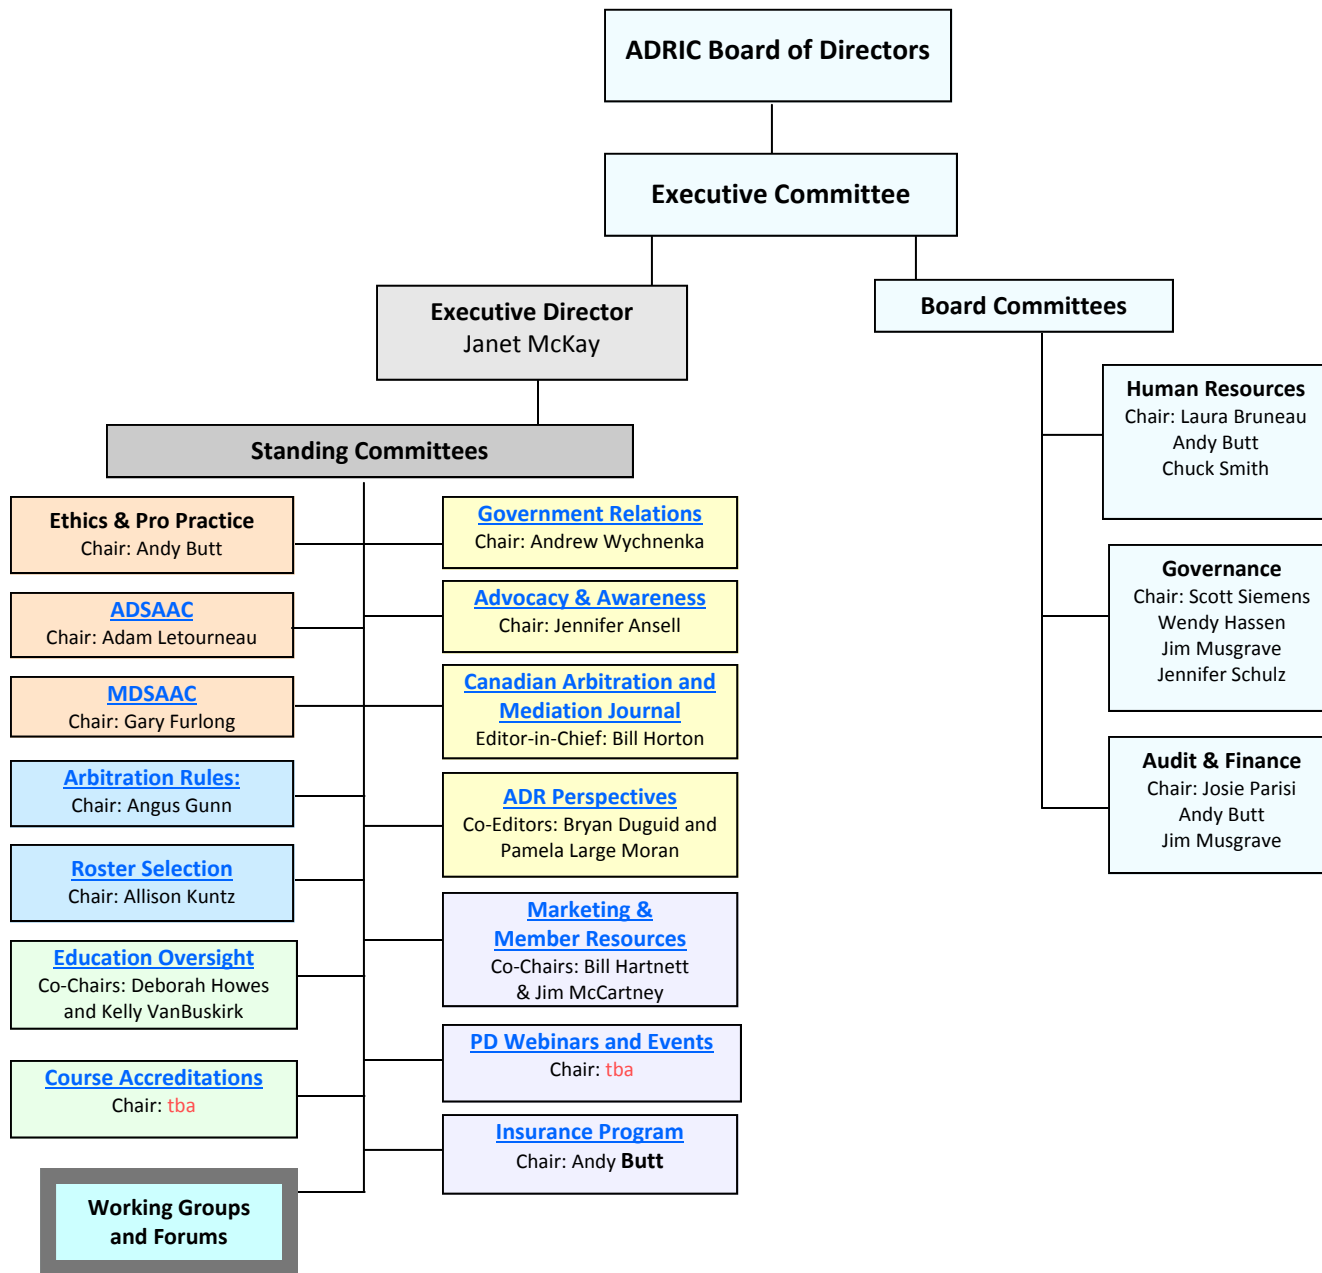 ADRIC Board of Directors
Executive Committee
Executive Director
Janet McKay
Board Committees
Standing Committees
Human Resources
Chair: Laura Bruneau
Andy Butt
Chuck Smith
Governance
Chair: Scott Siemens
Wendy Hassen
Jim Musgrave
Jennifer Schulz
Audit & Finance
Chair: Josie Parisi
Andy Butt
Jim Musgrave
Ethics & Pro Practice
Chair: Andy Butt
ADSAAC
Chair: Adam Letourneau
MDSAAC
Chair: Gary Furlong
Arbitration Rules:
Chair: Angus Gunn
Roster Selection
Chair: Allison Kuntz
Education Oversight
Co-Chairs: Deborah Howes
and Kelly VanBuskirk
Course Accreditations
Chair: tba
Working Groups
and Forums
Government Relations
Chair: Andrew Wychnenka
Advocacy & Awareness
Chair: Jennifer Ansell
Canadian Arbitration and
Mediation Journal
Editor-in-Chief: Bill Horton
ADR Perspectives
Co-Editors: Bryan Duguid and
Pamela Large Moran
Marketing &
Member Resources
Co-Chairs: Bill Hartnett
& Jim McCartney
PD Webinars and Events
Chair: tba
Insurance Program
Chair: Andy Butt